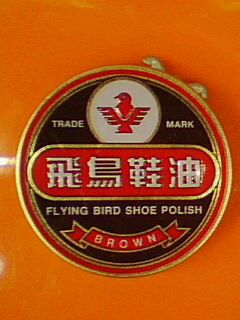 TRADE MARK
飛鳥鞋油
FLYING BIRD SHOE POLISH
BROWN